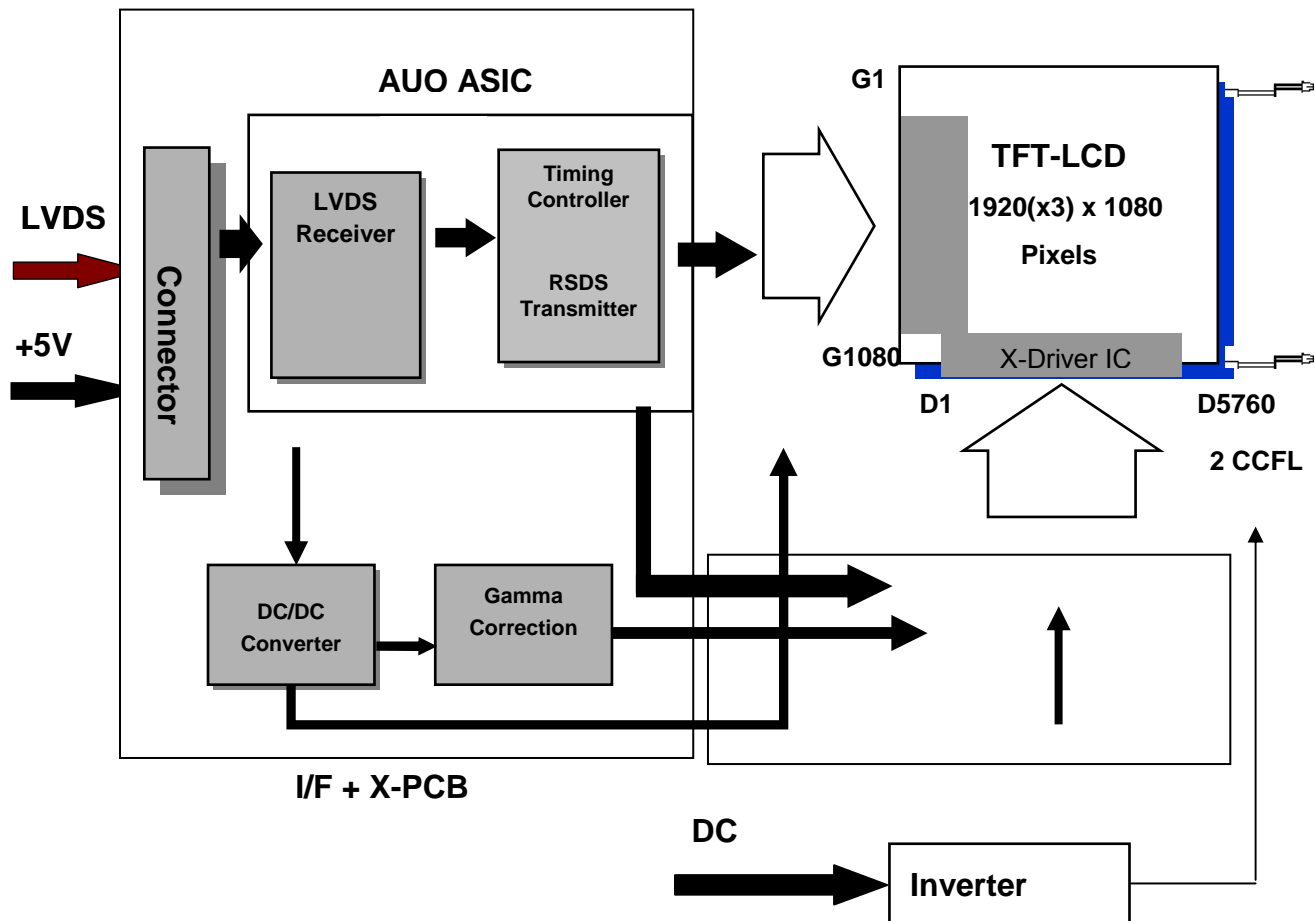 AUO ASIC
G1
LVDS
+5V
Connector
LVDS
Receiver
Timing
Controller
RSDS
Transmitter
TFT-LCD
1920(x3) x 1080
Pixels
G1080
X-Driver IC
D1
D5760
2 CCFL
DC/DC
Converter
Gamma
Correction
I/F + X-PCB
DC
Inverter